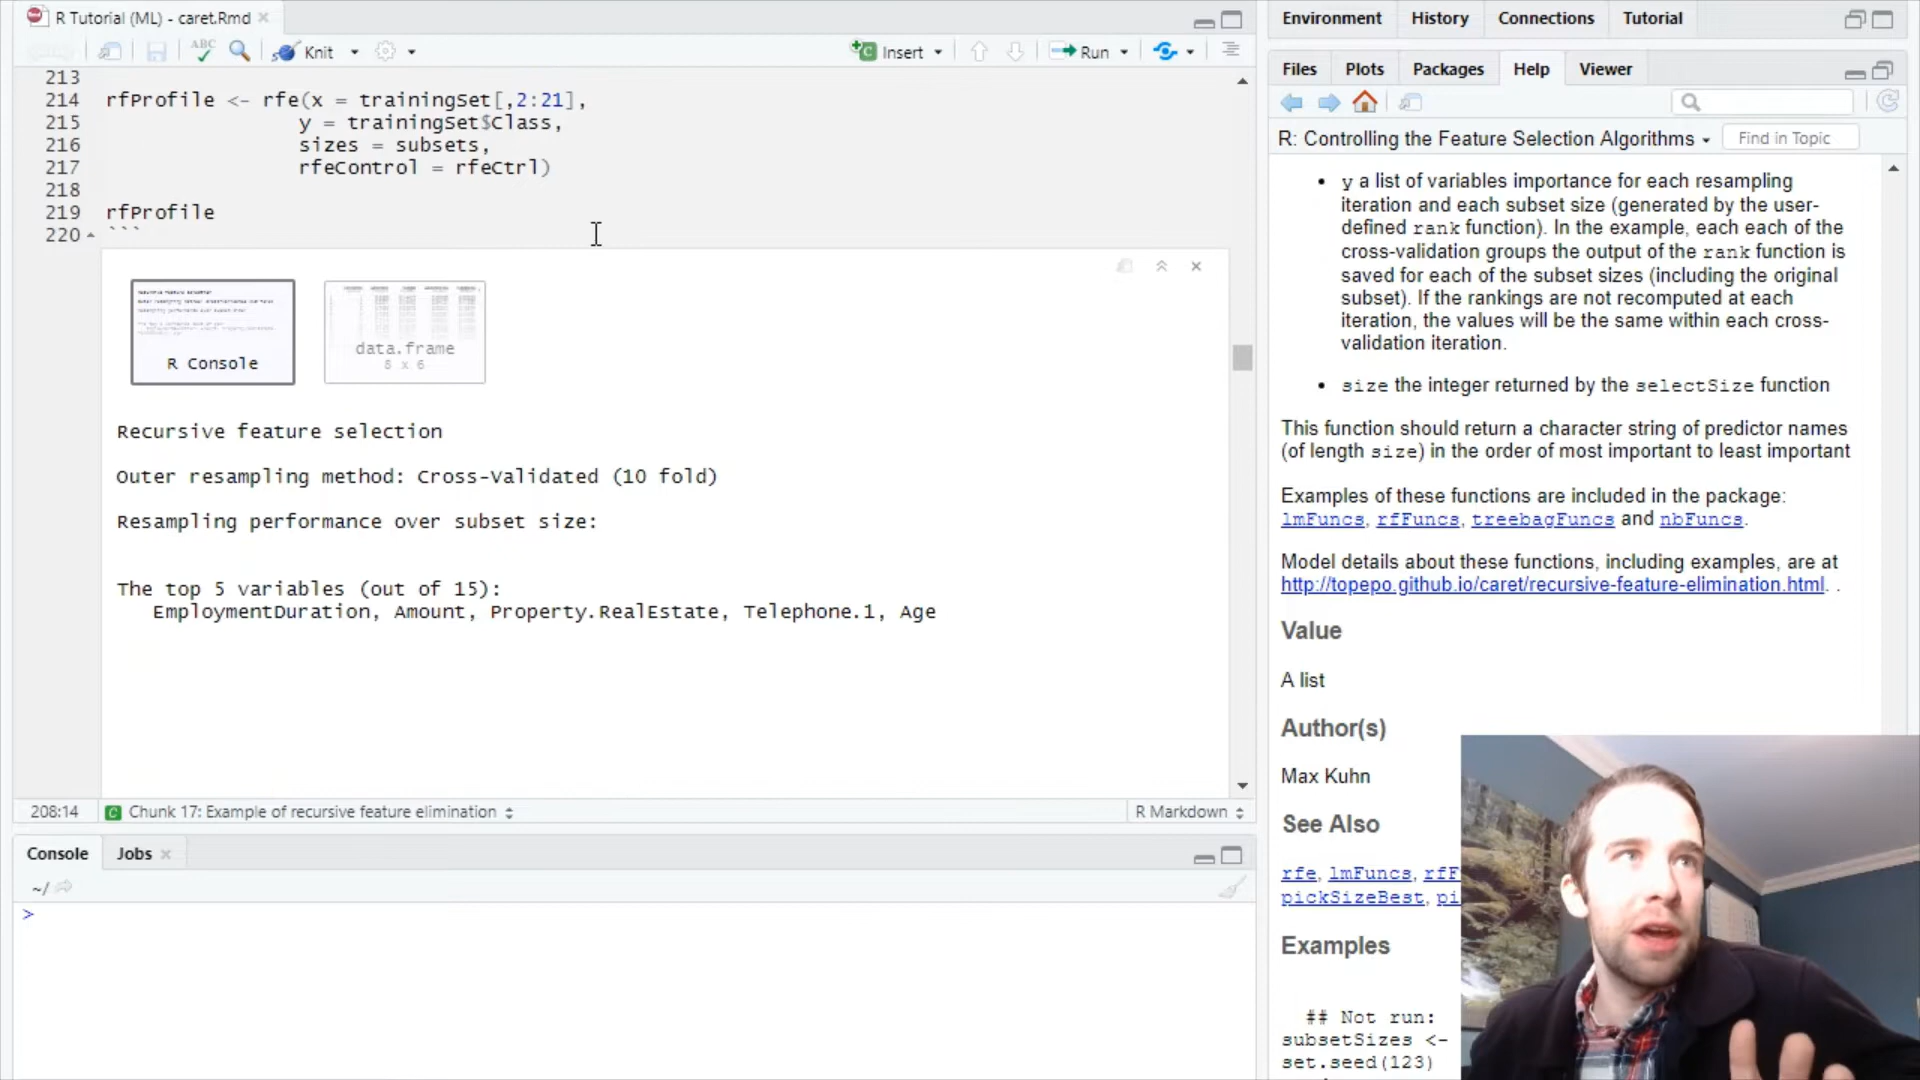 R Tutorial (ML) - caret.Rmd
ABC
Knit
Insert
Run
213
214 rfProfile <- rfe(x = trainingSet[,2:21],
215 y = trainingSet$Class,
216 sizes = subsets,
217 rfeControl = rfeCtrl)
218
219 rfProfile
220 ```
R Console
data.frame
Recursive feature selection
Outer resampling method: Cross-Validated (10 fold)
Resampling performance over subset size:
The top 5 variables (out of 15):
EmploymentDuration, Amount, Property.RealEstate, Telephone.1, Age
208:14
Chunk 17: Example of recursive feature elimination
R Markdown
Console
Jobs
~/
>
Environment
History
Connections
Tutorial
Files
Plots
Packages
Help
Viewer
R: Controlling the Feature Selection Algorithms
Find in Topic
• y a list of variables importance for each resampling
iteration and each subset size (generated by the user-
defined rank function). In the example, each each of the
cross-validation groups the output of the rank function is
saved for each of the subset sizes (including the original
subset). If the rankings are not recomputed at each
iteration, the values will be the same within each cross-
validation iteration.
• size the integer returned by the selectSize function
This function should return a character string of predictor names
(of length size) in the order of most important to least important
Examples of these functions are included in the package:
lmFuncs, rfFuncs, treebagFuncs and nbFuncs.
Model details about these functions, including examples, are at
http://topepo.github.io/caret/recursive-feature-elimination.html. .
Value
A list
Author(s)
Max Kuhn
See Also
rfe, lmFuncs, rfF
pickSizeBest, pi
Examples
## Not run:
subsetSizes <-
set.seed(123)